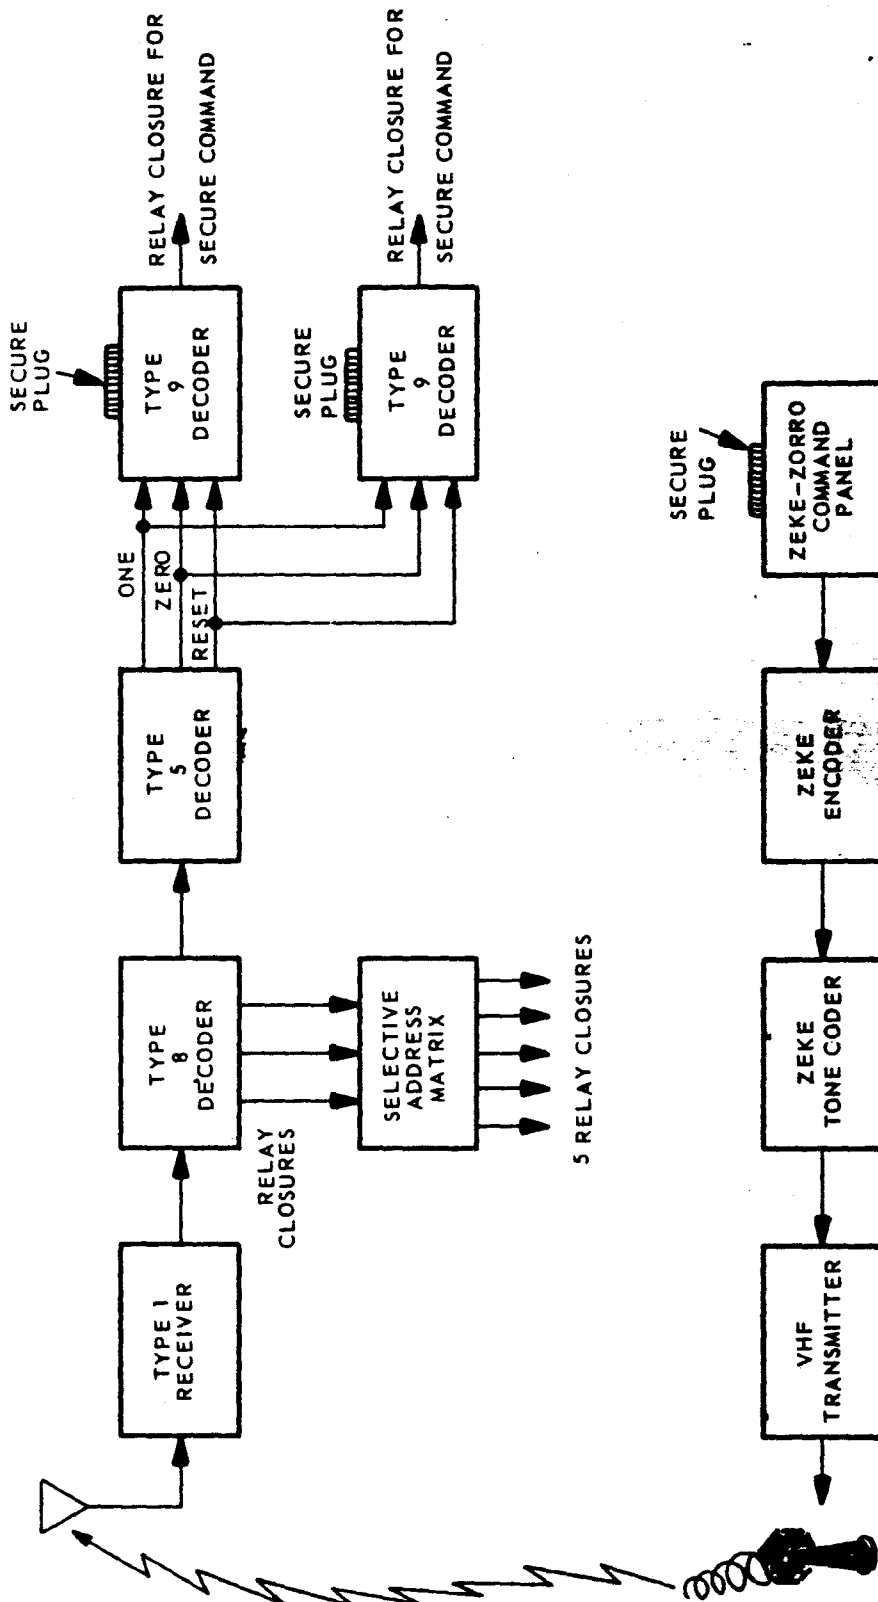 TYPE 1
RECEIVER
TYPE
8
DECODER
RELAY
CLOSURES
SELECTIVE
ADDRESS
MATRIX
5 RELAY CLOSURES
TYPE
5
DECODER
ONE
ZERO
RESET
SECURE
PLUG
TYPE
9
DECODER
RELAY CLOSURE FOR
SECURE COMMAND
SECURE
PLUG
TYPE
9
DECODER
RELAY CLOSURE FOR
SECURE COMMAND
VHF
TRANSMITTER
ZEKE
TONE CODER
ZEKE
ENCODER
SECURE
PLUG
ZEKE-ZORRO
COMMAND
PANEL